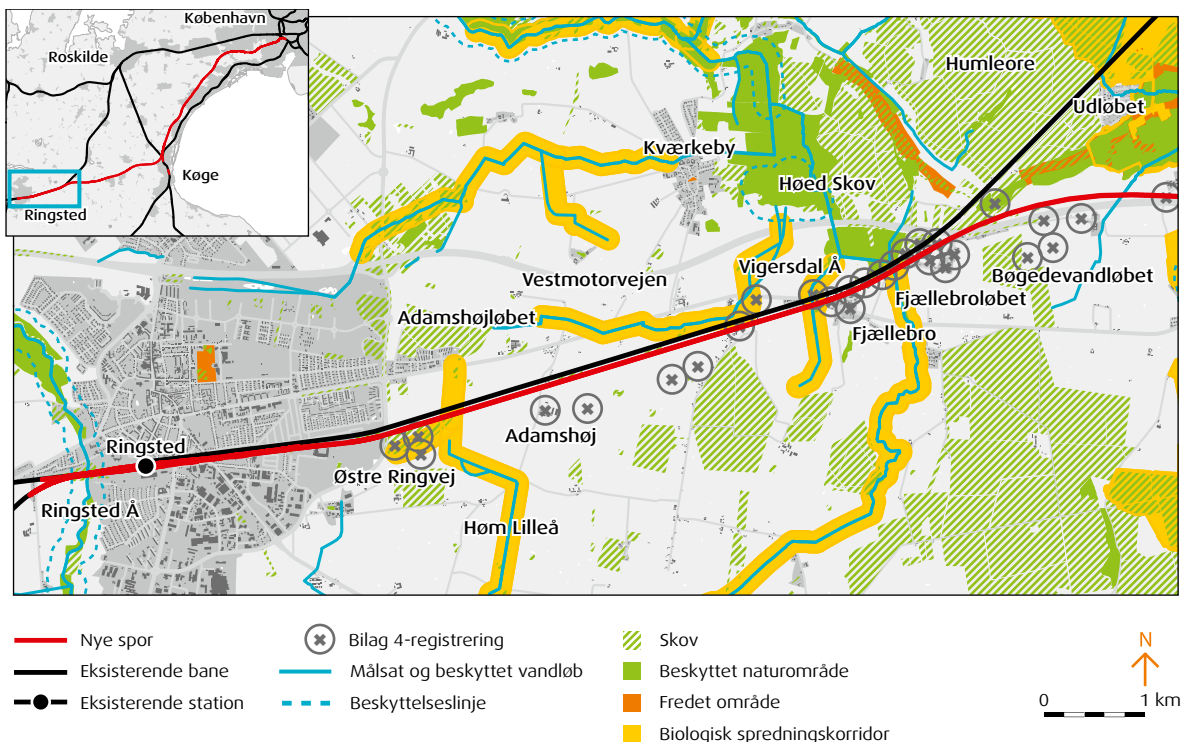 København
Roskilde
Køge
Ringsted
Humleore
Udløbet
Kværkeby
Høed Skov
Vestmotorvejen
Vigersdal Å
Bøgedevandløbet
Fjællebroløbet
Adamshøjløbet
Fjællebro
Adamshøj
Ringsted
Østre Ringvej
Ringsted Å
Høm Lilleå
Nye spor
Eksisterende bane
Eksisterende station
Bilag 4-registrering
Målsat og beskyttet vandløb
Beskyttelseslinje
Skov
Beskyttet naturområde
Fredet område
Biologisk spredningskorridor
N
0 1 km